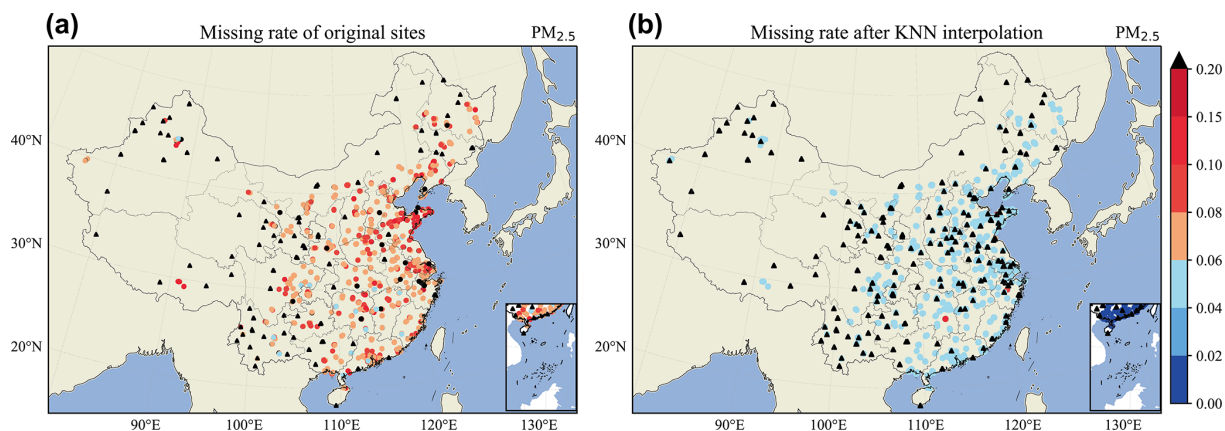 (a) Missing rate of original sites PM2.5
(b) Missing rate after KNN interpolation PM2.5
40°N
30°N
20°N
90°E 100°E 110°E 120°E 130°E
40°N
30°N
20°N
90°E 100°E 110°E 120°E 130°E
0.20
0.15
0.10
0.08
0.06
0.04
0.02
0.00